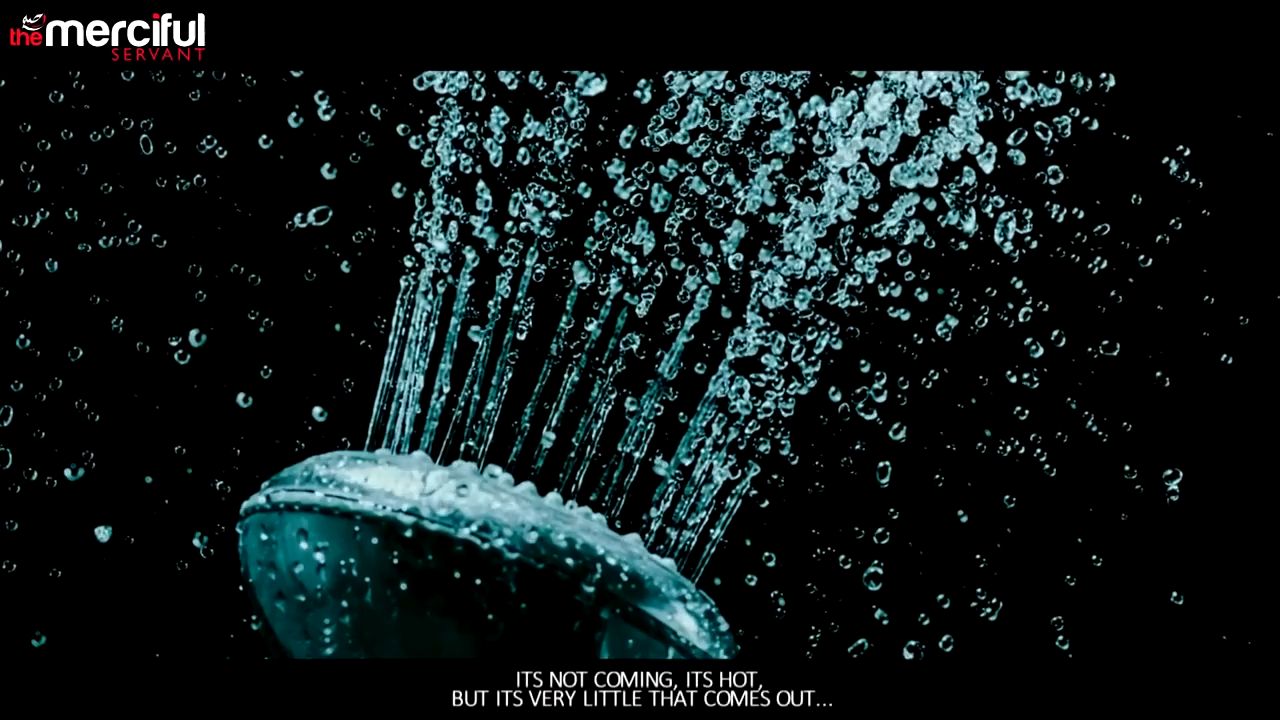 the merciful
SERVANT
ITS NOT COMING, ITS HOT,
BUT ITS VERY LITTLE THAT COMES OUT...